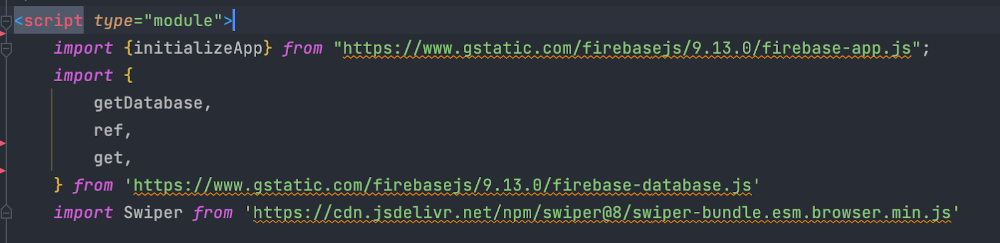 <script type="module">
import {initializeApp} from "https://www.gstatic.com/firebasejs/9.13.0/firebase-app.js";
import {
getDatabase,
ref,
get,
} from 'https://www.gstatic.com/firebasejs/9.13.0/firebase-database.js'
import Swiper from 'https://cdn.jsdelivr.net/npm/swiper@8/swiper-bundle.esm.browser.min.js'